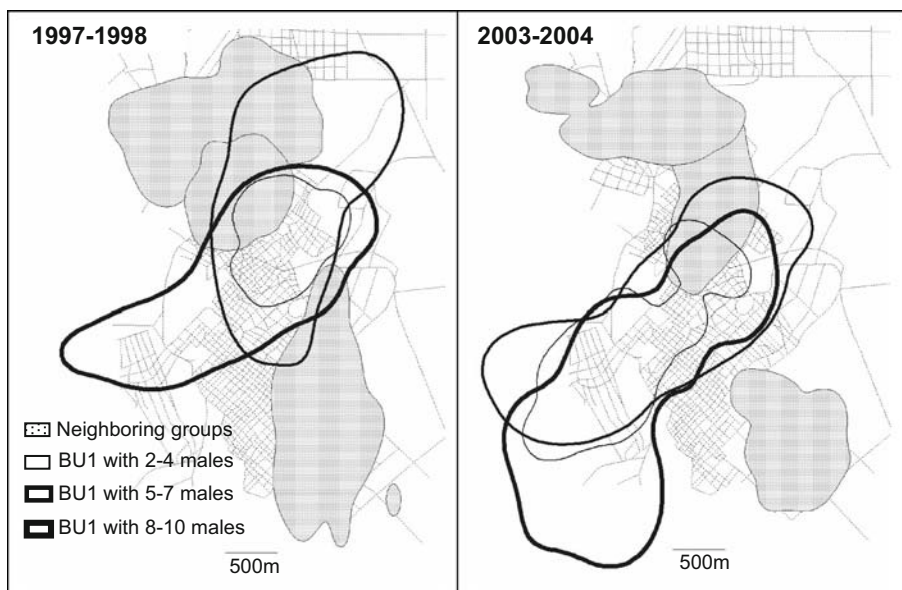 1997-1998
2003-2004
Neighboring groups
BU1 with 2-4 males
BU1 with 5-7 males
BU1 with 8-10 males
500m
500m